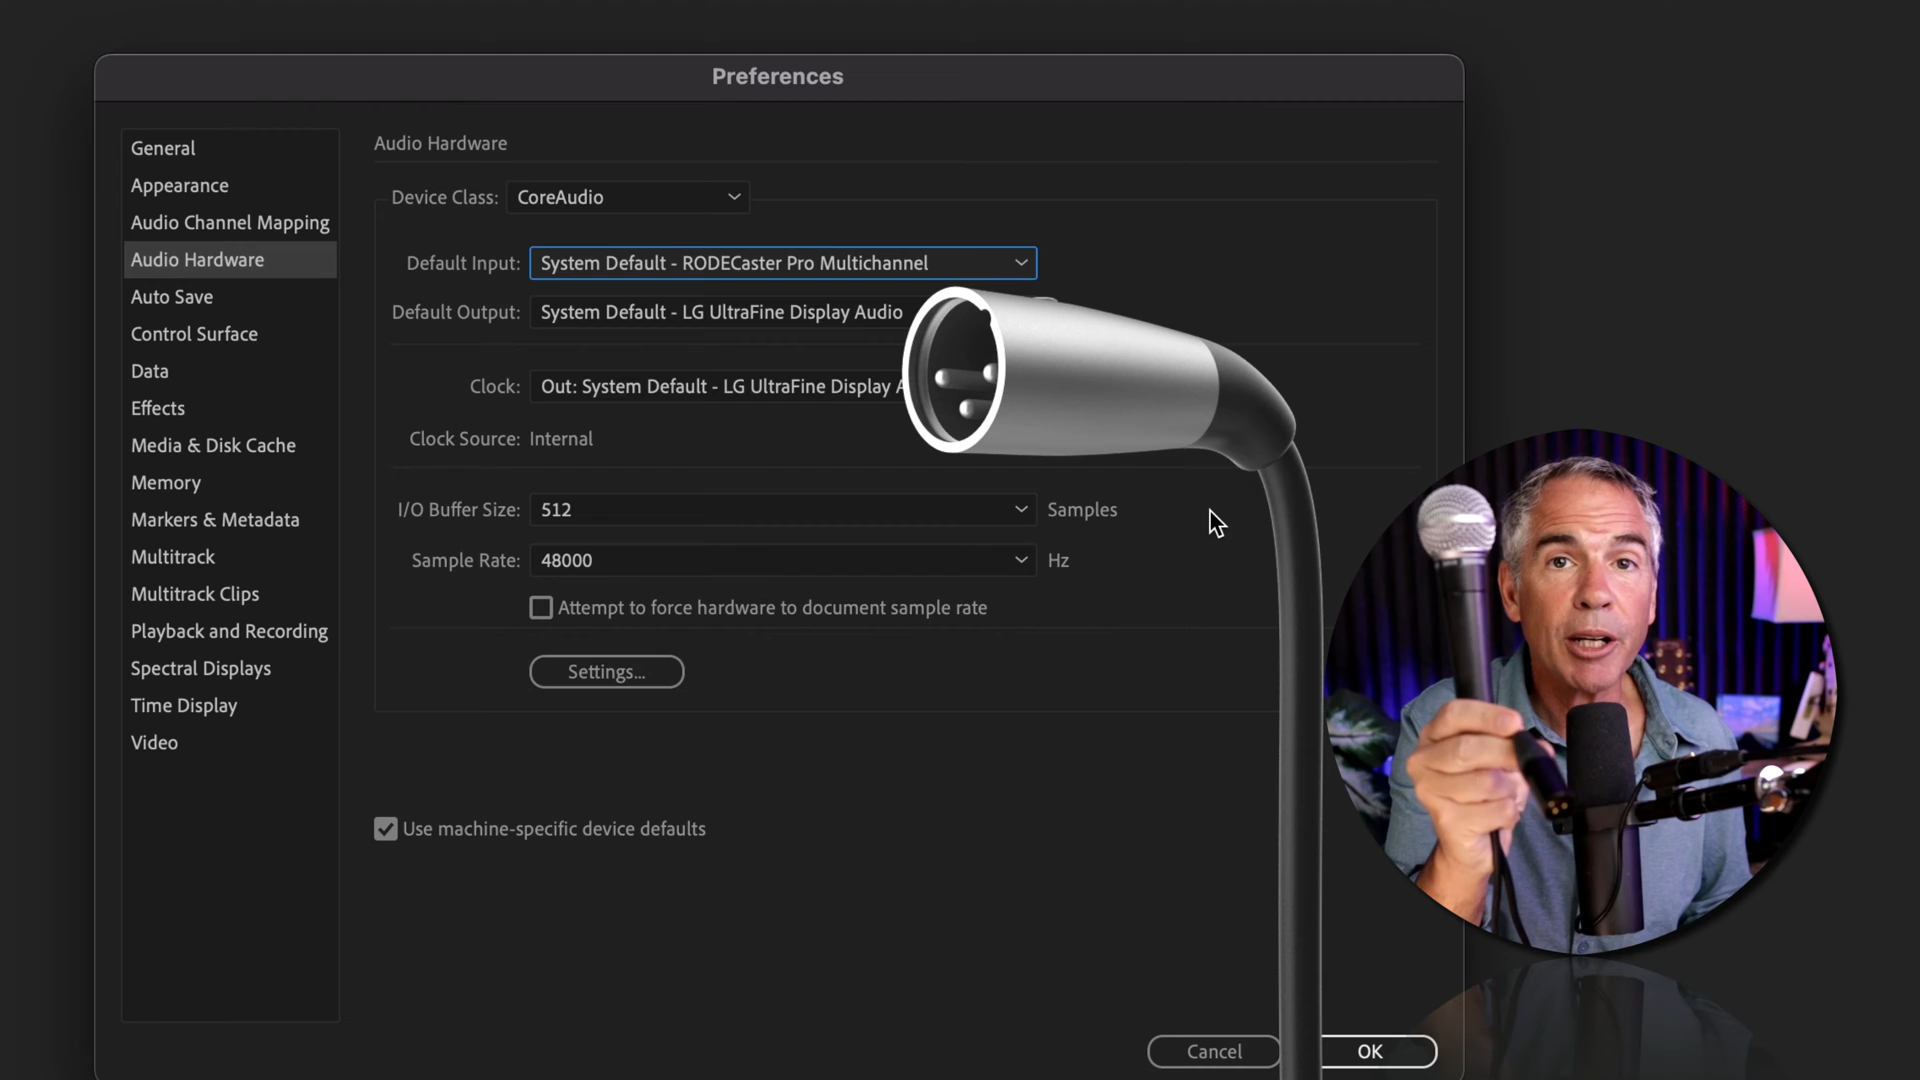 Preferences
General
Appearance
Audio Channel Mapping
Audio Hardware
Auto Save
Control Surface
Data
Effects
Media & Disk Cache
Memory
Markers & Metadata
Multitrack
Multitrack Clips
Playback and Recording
Spectral Displays
Time Display
Video
Audio Hardware
Device Class: CoreAudio
Default Input: System Default - RODECaster Pro Multichannel
Default Output: System Default - LG UltraFine Display Audio
Clock: Out: System Default - LG UltraFine Display
Clock Source: Internal
I/O Buffer Size: 512 Samples
Sample Rate: 48000 Hz
Attempt to force hardware to document sample rate
Settings...
Use machine-specific device defaults
Cancel OK